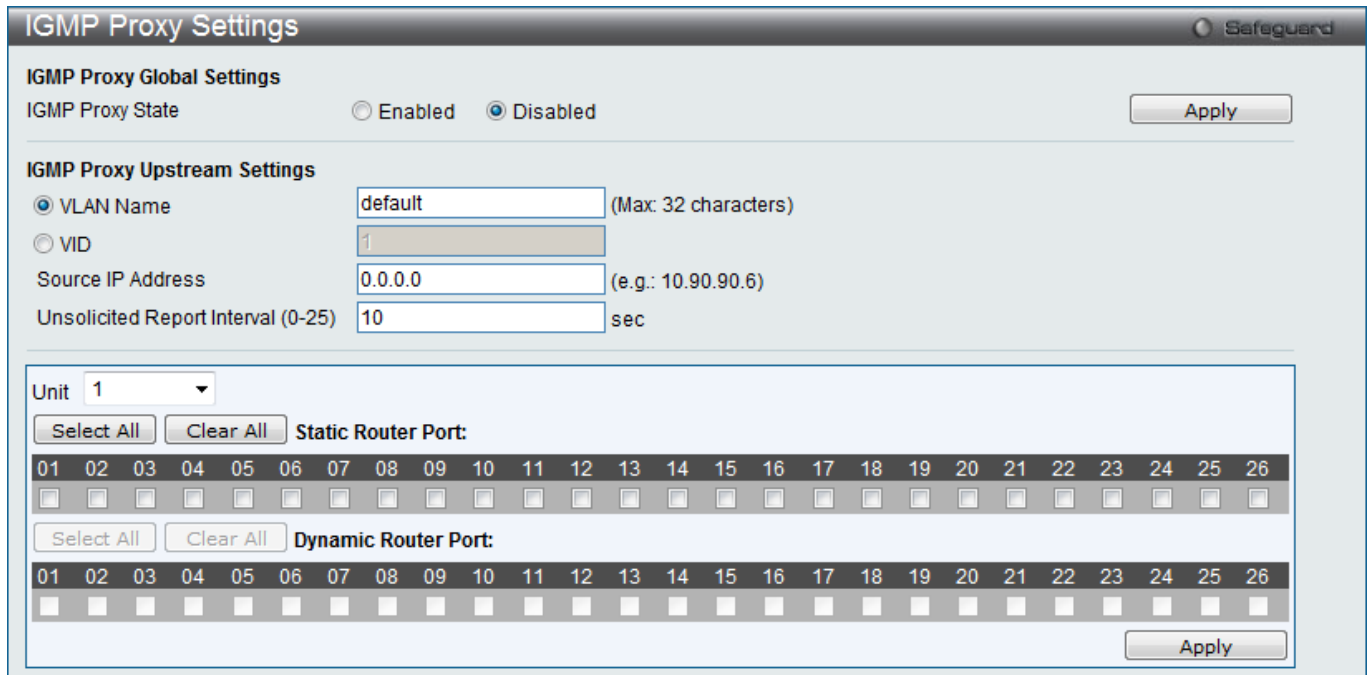 IGMP Proxy Settings Safeguard
IGMP Proxy Global Settings
IGMP Proxy State Enabled Disabled Apply
IGMP Proxy Upstream Settings
VLAN Name default (Max: 32 characters)
VID 1
Source IP Address 0.0.0.0 (e.g.: 10.90.90.6)
Unsolicited Report Interval (0-25) 10 sec
Unit 1
Select All Clear All Static Router Port:
01 02 03 04 05 06 07 08 09 10 11 12 13 14 15 16 17 18 19 20 21 22 23 24 25 26
Select All Clear All Dynamic Router Port:
01 02 03 04 05 06 07 08 09 10 11 12 13 14 15 16 17 18 19 20 21 22 23 24 25 26
Apply